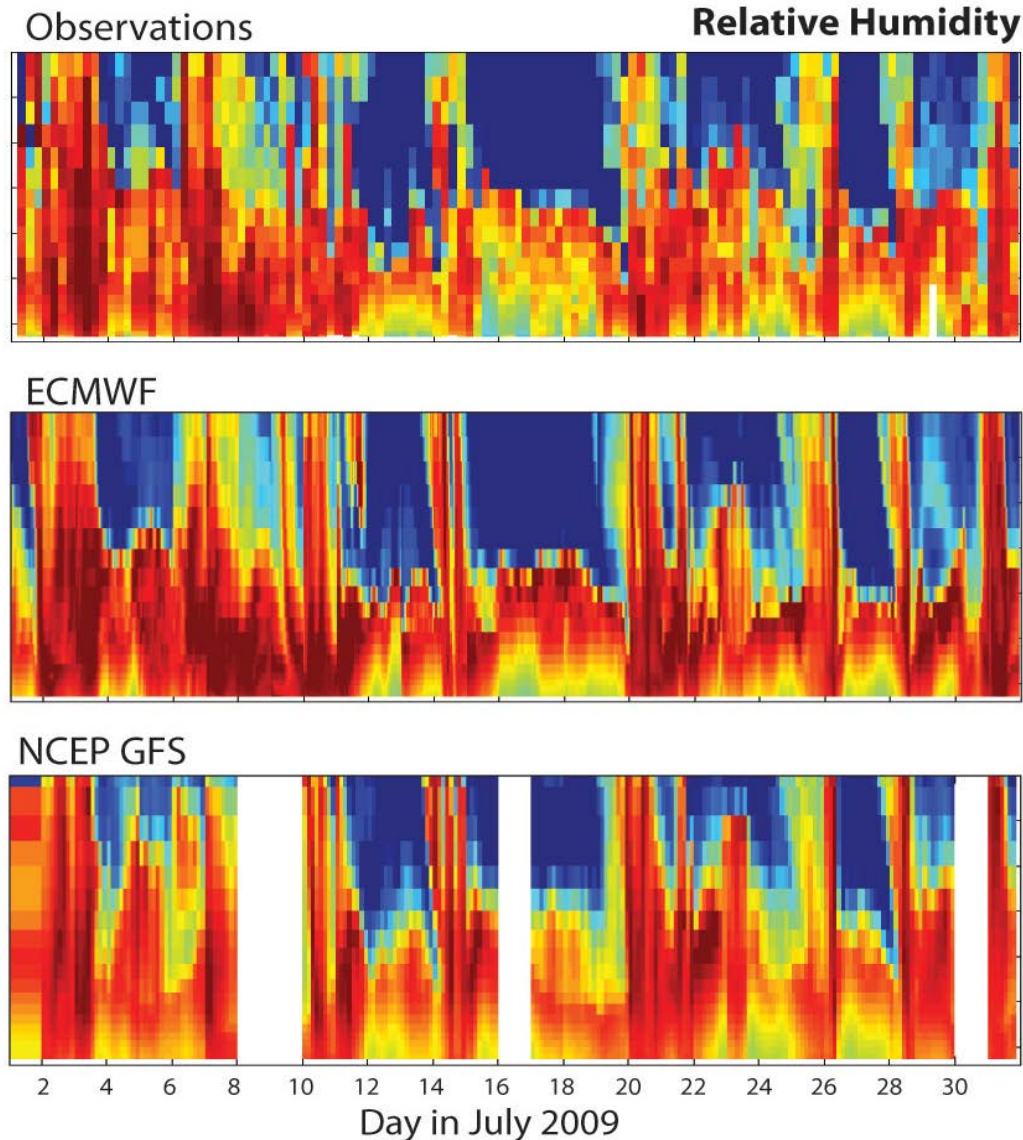 Observations
Relative Humidity
ECMWF
NCEP GFS
2 4 6 8 10 12 14 16 18 20 22 24 26 28 30
Day in July 2009